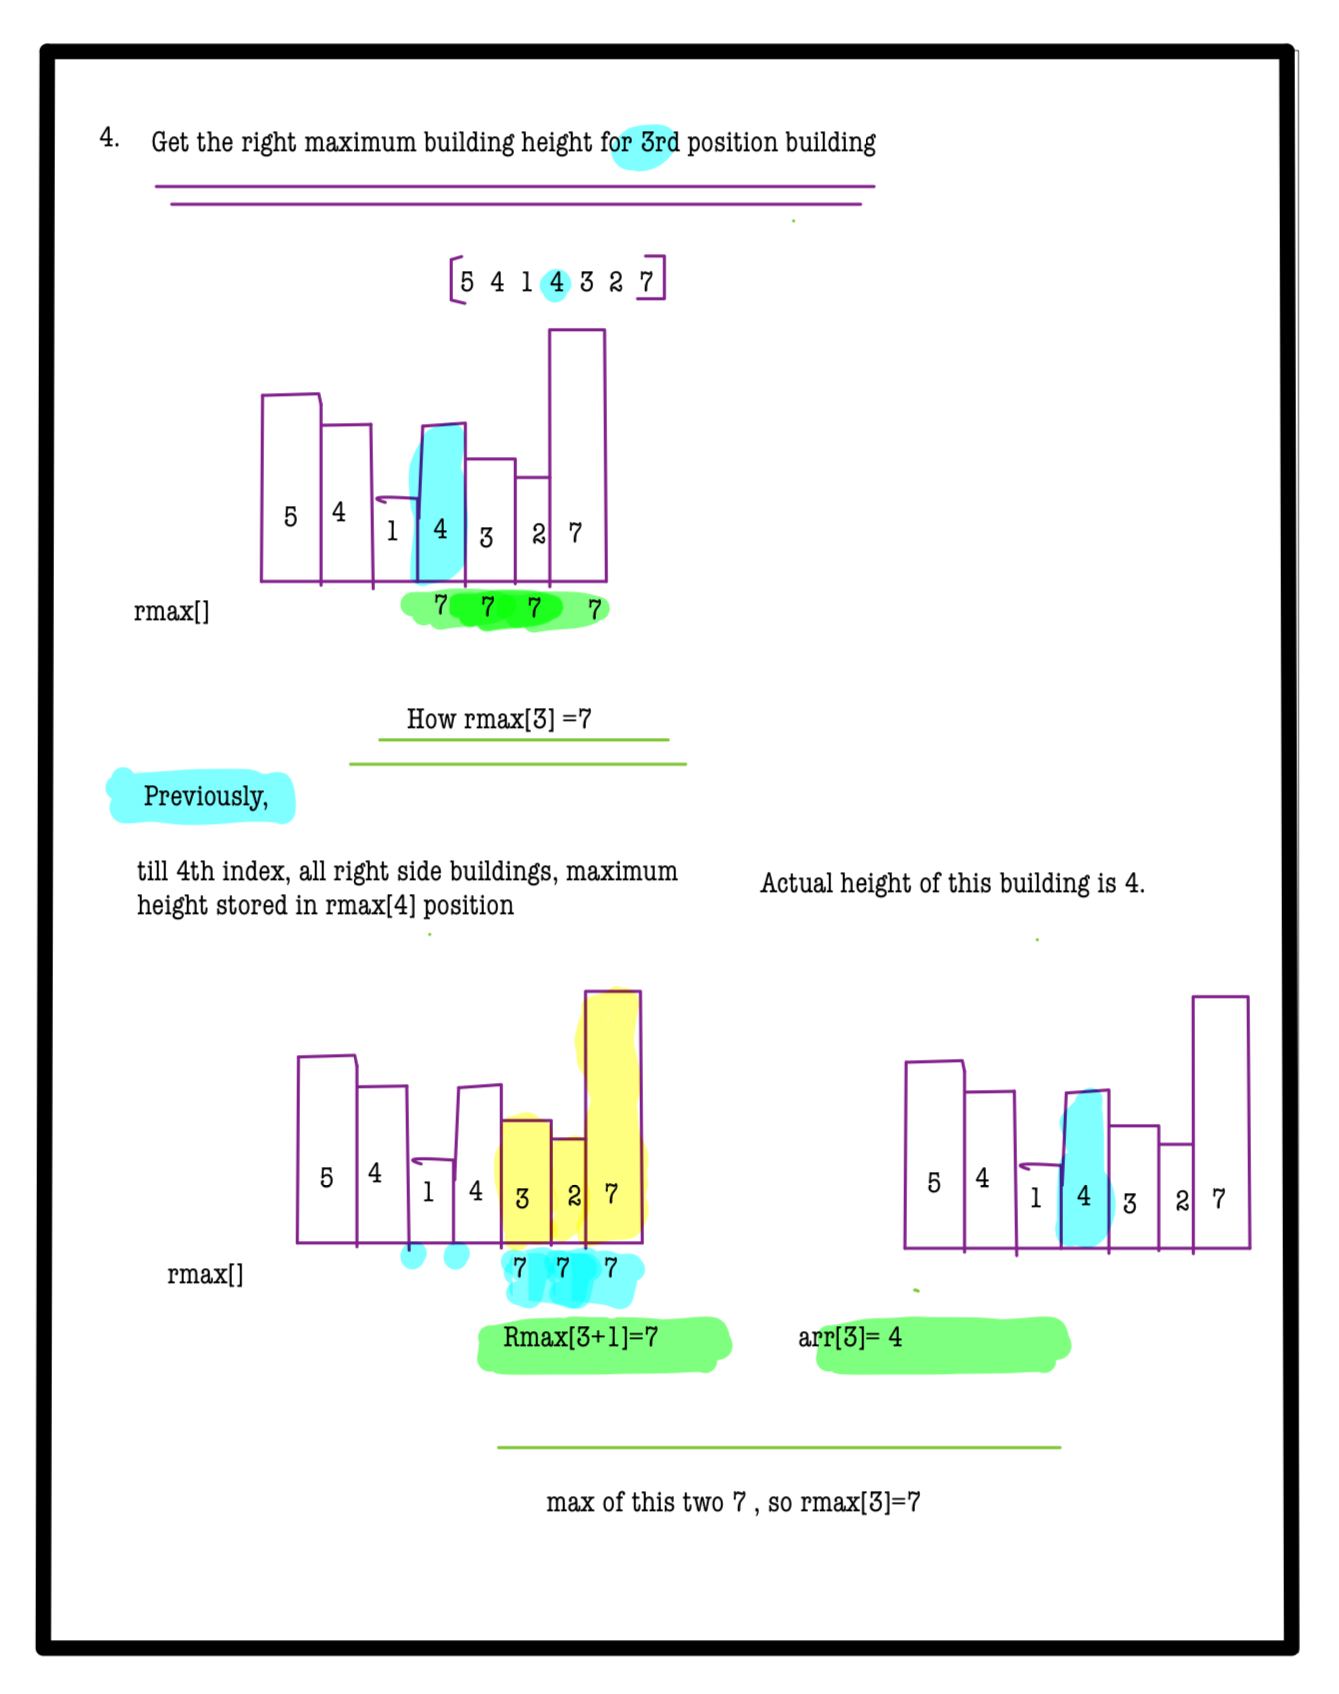 4. Get the right maximum building height for 3rd position building
[5 4 1 4 3 2 7]
5 4 1 4 3 2 7
rmax[] 7 7 7 7
How rmax[3] =7
Previously,
till 4th index, all right side buildings, maximum
height stored in rmax[4] position
Actual height of this building is 4.
5 4 1 4 3 2 7
rmax[] 7 7 7
Rmax[3+1]=7
5 4 1 4 3 2 7
arr[3]= 4
max of this two 7 , so rmax[3]=7